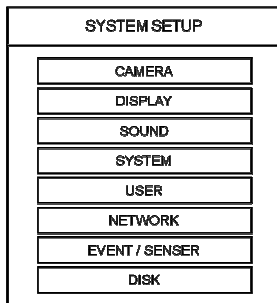 SYSTEM SETUP
CAMERA
DISPLAY
SOUND
SYSTEM
USER
NETWORK
EVENT / SENSER
DISK